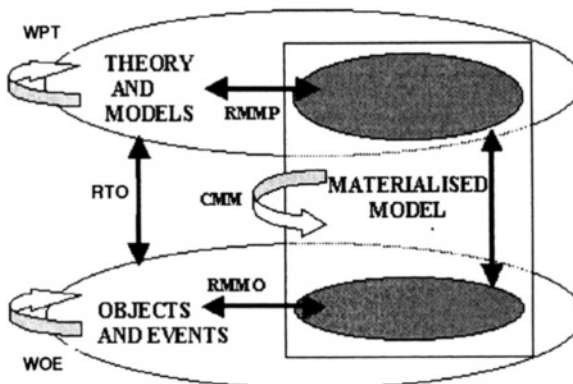 WPT
THEORY
AND
MODELS
RMMP
RTO
CMM
MATERIALISED
MODEL
RMMO
OBJECTS
AND EVENTS
WOE